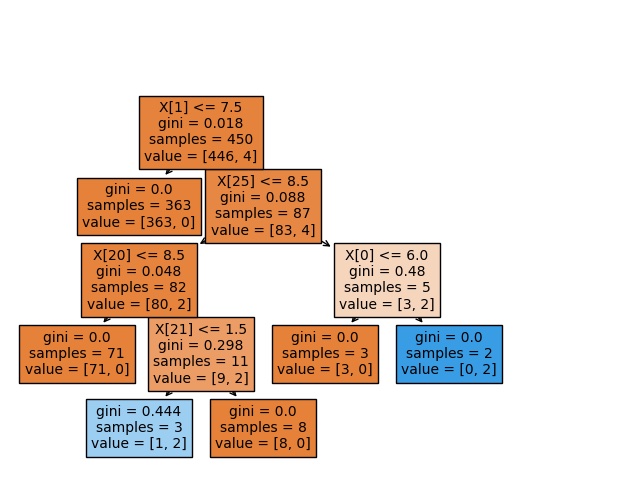 X[1] <= 7.5
gini = 0.018
samples = 450
value = [446, 4]
gini = 0.0
samples = 363
value = [363, 0]
X[25] <= 8.5
gini = 0.088
samples = 87
value = [83, 4]
X[20] <= 8.5
gini = 0.048
samples = 82
value = [80, 2]
X[0] <= 6.0
gini = 0.48
samples = 5
value = [3, 2]
gini = 0.0
samples = 71
value = [71, 0]
X[21] <= 1.5
gini = 0.298
samples = 11
value = [9, 2]
gini = 0.0
samples = 3
value = [3, 0]
gini = 0.0
samples = 2
value = [0, 2]
gini = 0.444
samples = 3
value = [1, 2]
gini = 0.0
samples = 8
value = [8, 0]